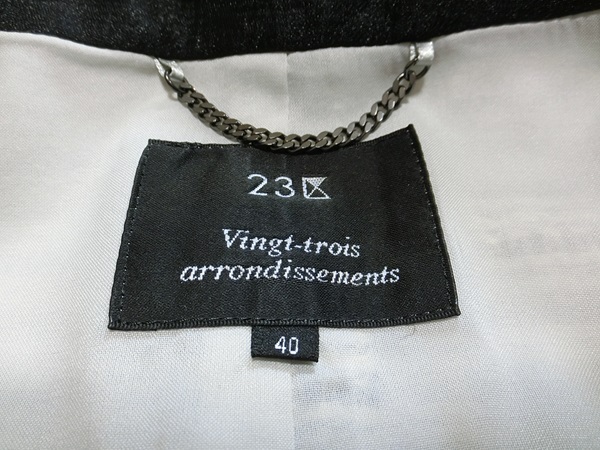 23区
Vingt-trois
arrondissements
40